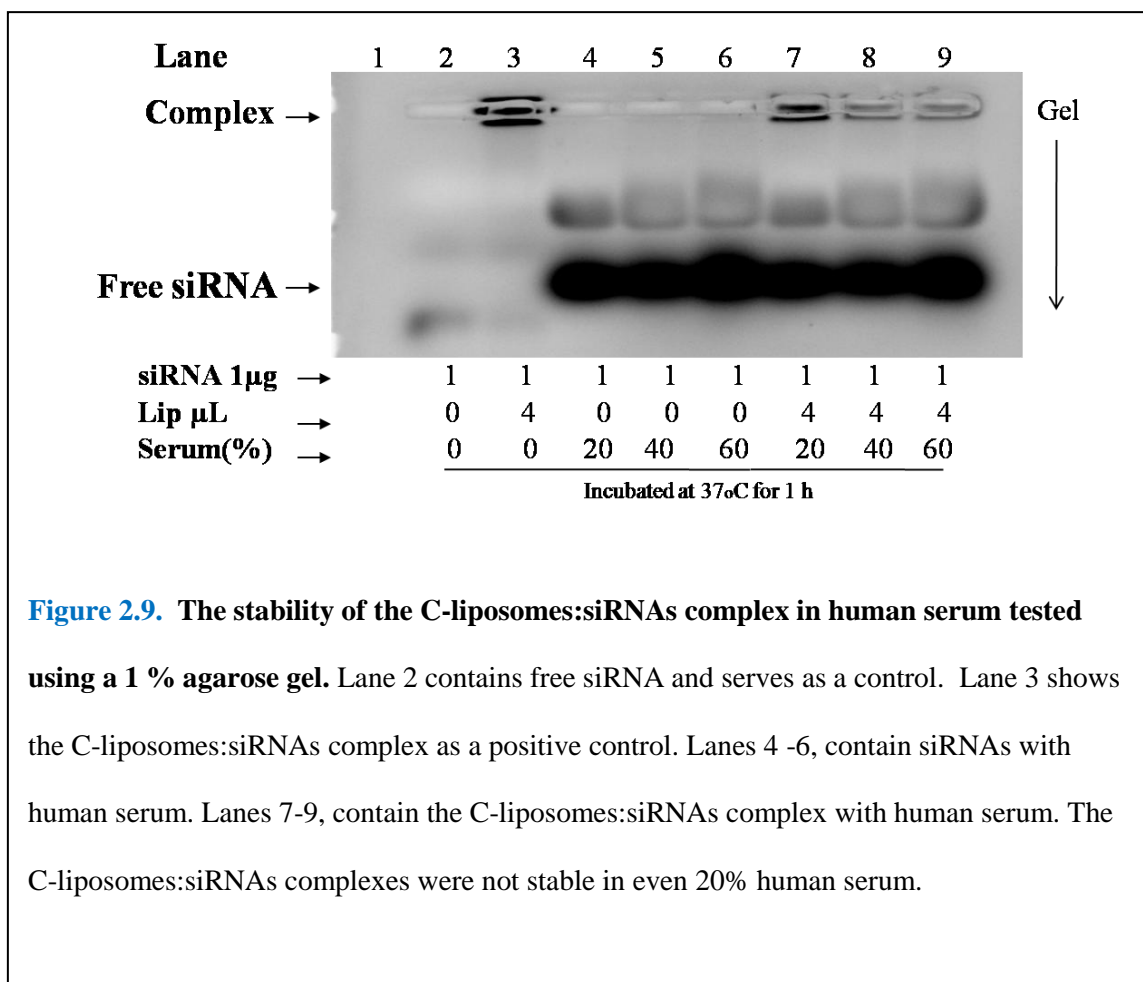 Lane 1 2 3 4 5 6 7 8 9
Complex → Gel
Free siRNA →
siRNA 1µg → 1 1 1 1 1 1 1 1
Lip µL → 0 4 0 0 0 4 4 4
Serum(%) → 0 0 20 40 60 20 40 60
Incubated at 37oC for 1 h
Figure 2.9. The stability of the C-liposomes:siRNAs complex in human serum tested
using a 1 % agarose gel. Lane 2 contains free siRNA and serves as a control. Lane 3 shows
the C-liposomes:siRNAs complex as a positive control. Lanes 4 -6, contain siRNAs with
human serum. Lanes 7-9, contain the C-liposomes:siRNAs complex with human serum. The
C-liposomes:siRNAs complexes were not stable in even 20% human serum.